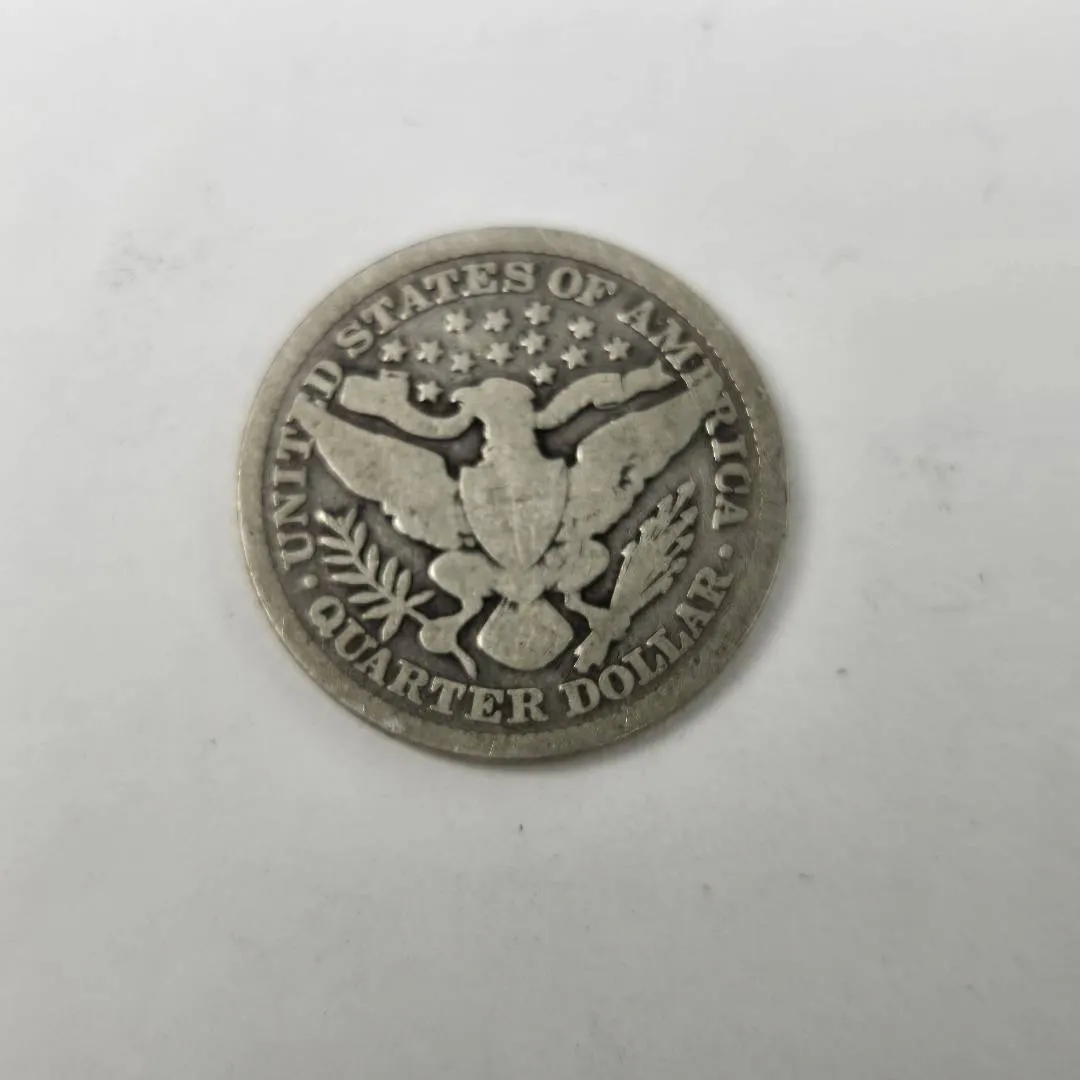 UNITED STATES OF AMERICA
· QUARTER DOLLAR ·